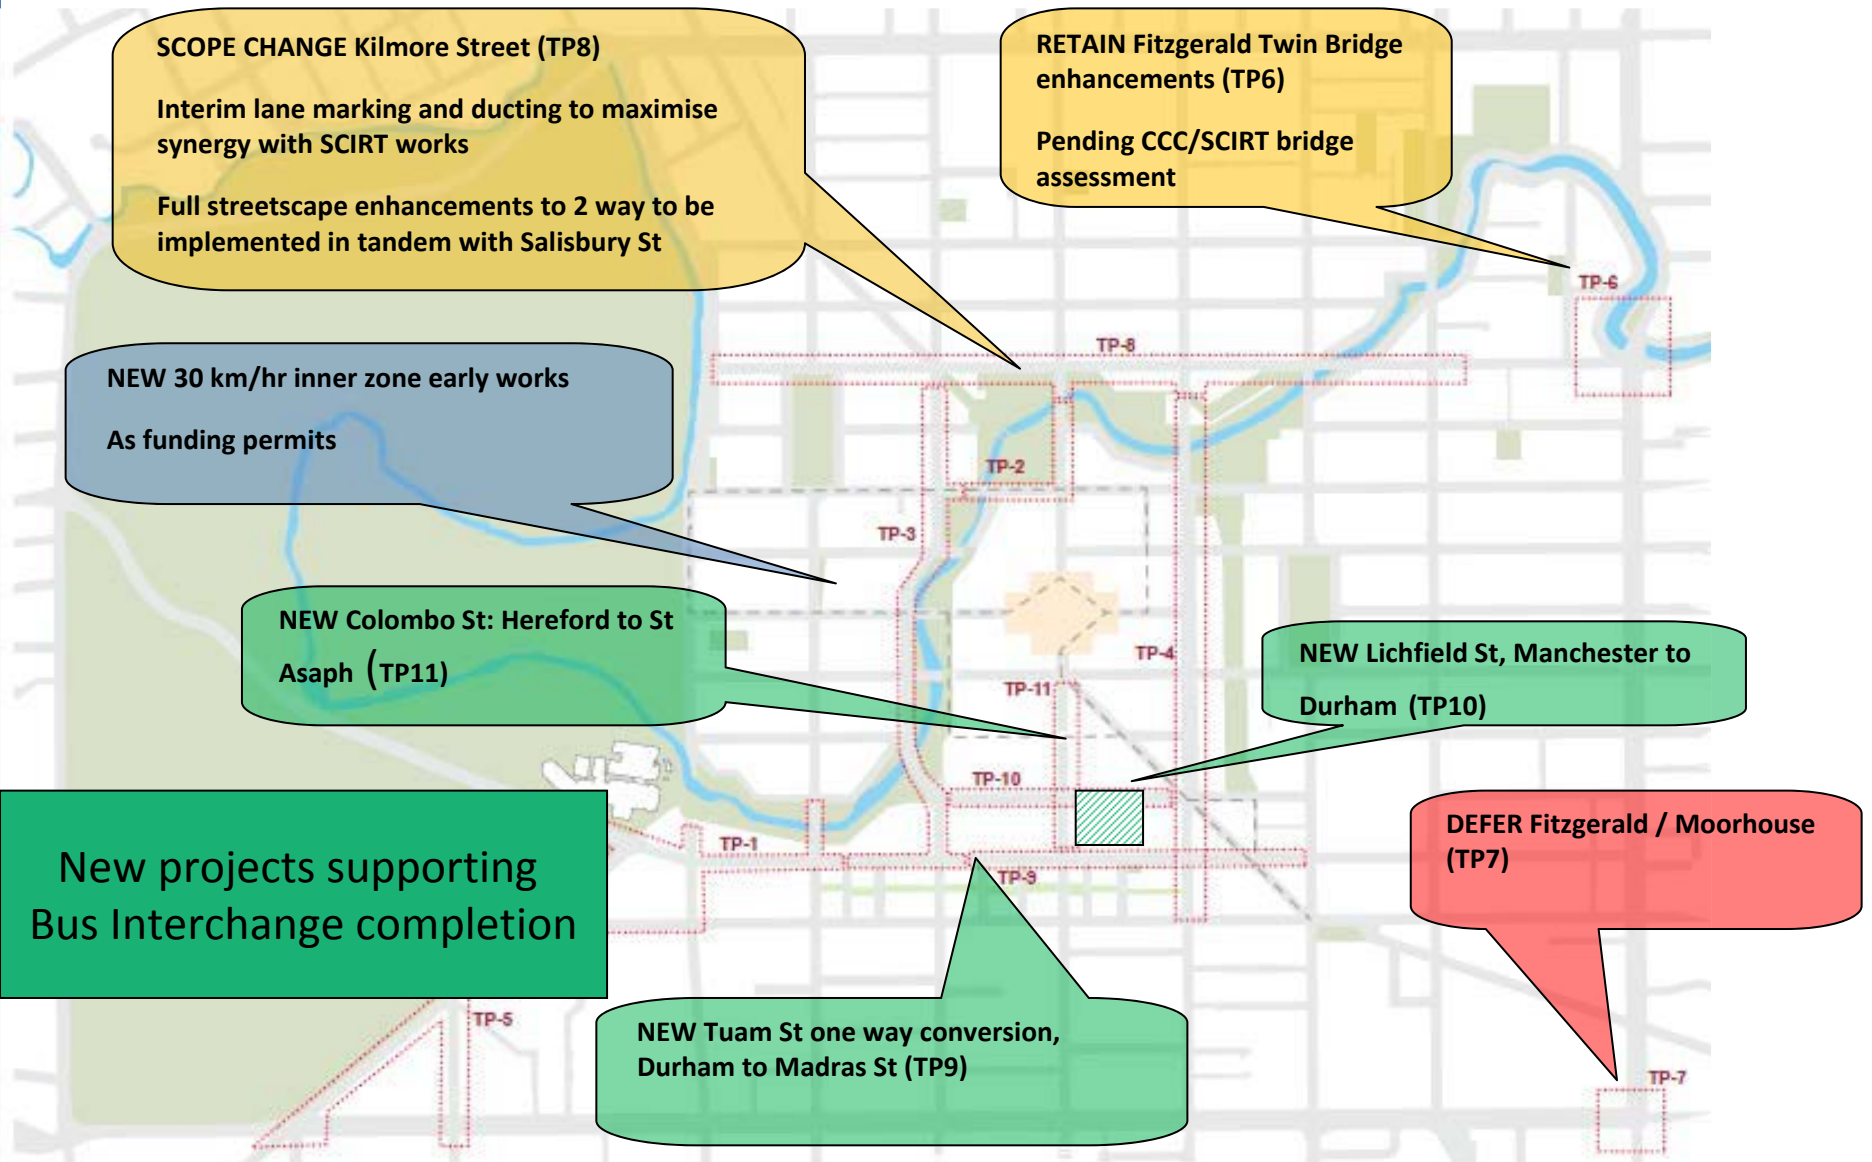 SCOPE CHANGE Kilmore Street (TP8)
Interim lane marking and ducting to maximise
synergy with SCIRT works
Full streetscape enhancements to 2 way to be
implemented in tandem with Salisbury St
RETAIN Fitzgerald Twin Bridge
enhancements (TP6)
Pending CCC/SCIRT bridge
assessment
TP-6
TP-8
NEW 30 km/hr inner zone early works
As funding permits
TP-2
TP-3
NEW Colombo St: Hereford to St
Asaph (TP11)
TP-4
TP-11
NEW Lichfield St, Manchester to
Durham (TP10)
TP-10
TP-1
TP-9
New projects supporting
Bus Interchange completion
DEFER Fitzgerald / Moorhouse
(TP7)
TP-5
NEW Tuam St one way conversion,
Durham to Madras St (TP9)
TP-7